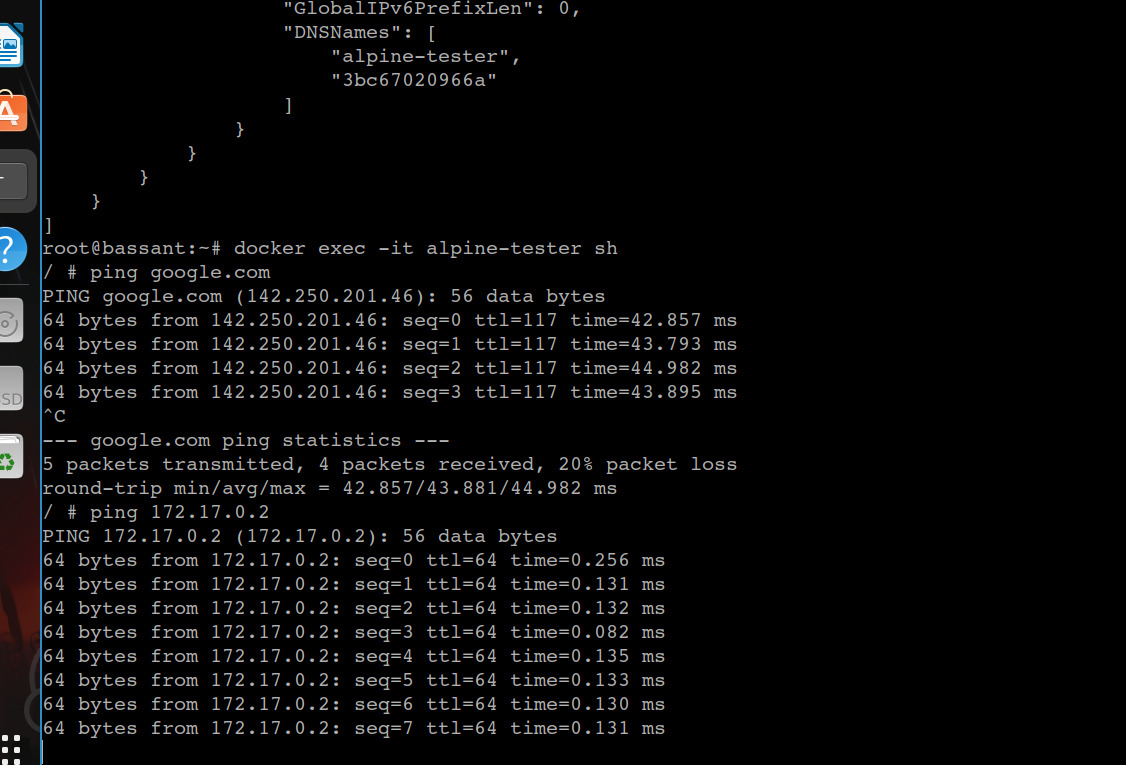 "GlobalIPv6PrefixLen": 0,
"DNSNames": [
"alpine-tester",
"3bc67020966a"
]
}
}
}
}
]
root@bassant:~# docker exec -it alpine-tester sh
/ # ping google.com
PING google.com (142.250.201.46): 56 data bytes
64 bytes from 142.250.201.46: seq=0 ttl=117 time=42.857 ms
64 bytes from 142.250.201.46: seq=1 ttl=117 time=43.793 ms
64 bytes from 142.250.201.46: seq=2 ttl=117 time=44.982 ms
64 bytes from 142.250.201.46: seq=3 ttl=117 time=43.895 ms
^C
--- google.com ping statistics ---
5 packets transmitted, 4 packets received, 20% packet loss
round-trip min/avg/max = 42.857/43.881/44.982 ms
/ # ping 172.17.0.2
PING 172.17.0.2 (172.17.0.2): 56 data bytes
64 bytes from 172.17.0.2: seq=0 ttl=64 time=0.256 ms
64 bytes from 172.17.0.2: seq=1 ttl=64 time=0.131 ms
64 bytes from 172.17.0.2: seq=2 ttl=64 time=0.132 ms
64 bytes from 172.17.0.2: seq=3 ttl=64 time=0.082 ms
64 bytes from 172.17.0.2: seq=4 ttl=64 time=0.135 ms
64 bytes from 172.17.0.2: seq=5 ttl=64 time=0.133 ms
64 bytes from 172.17.0.2: seq=6 ttl=64 time=0.130 ms
64 bytes from 172.17.0.2: seq=7 ttl=64 time=0.131 ms